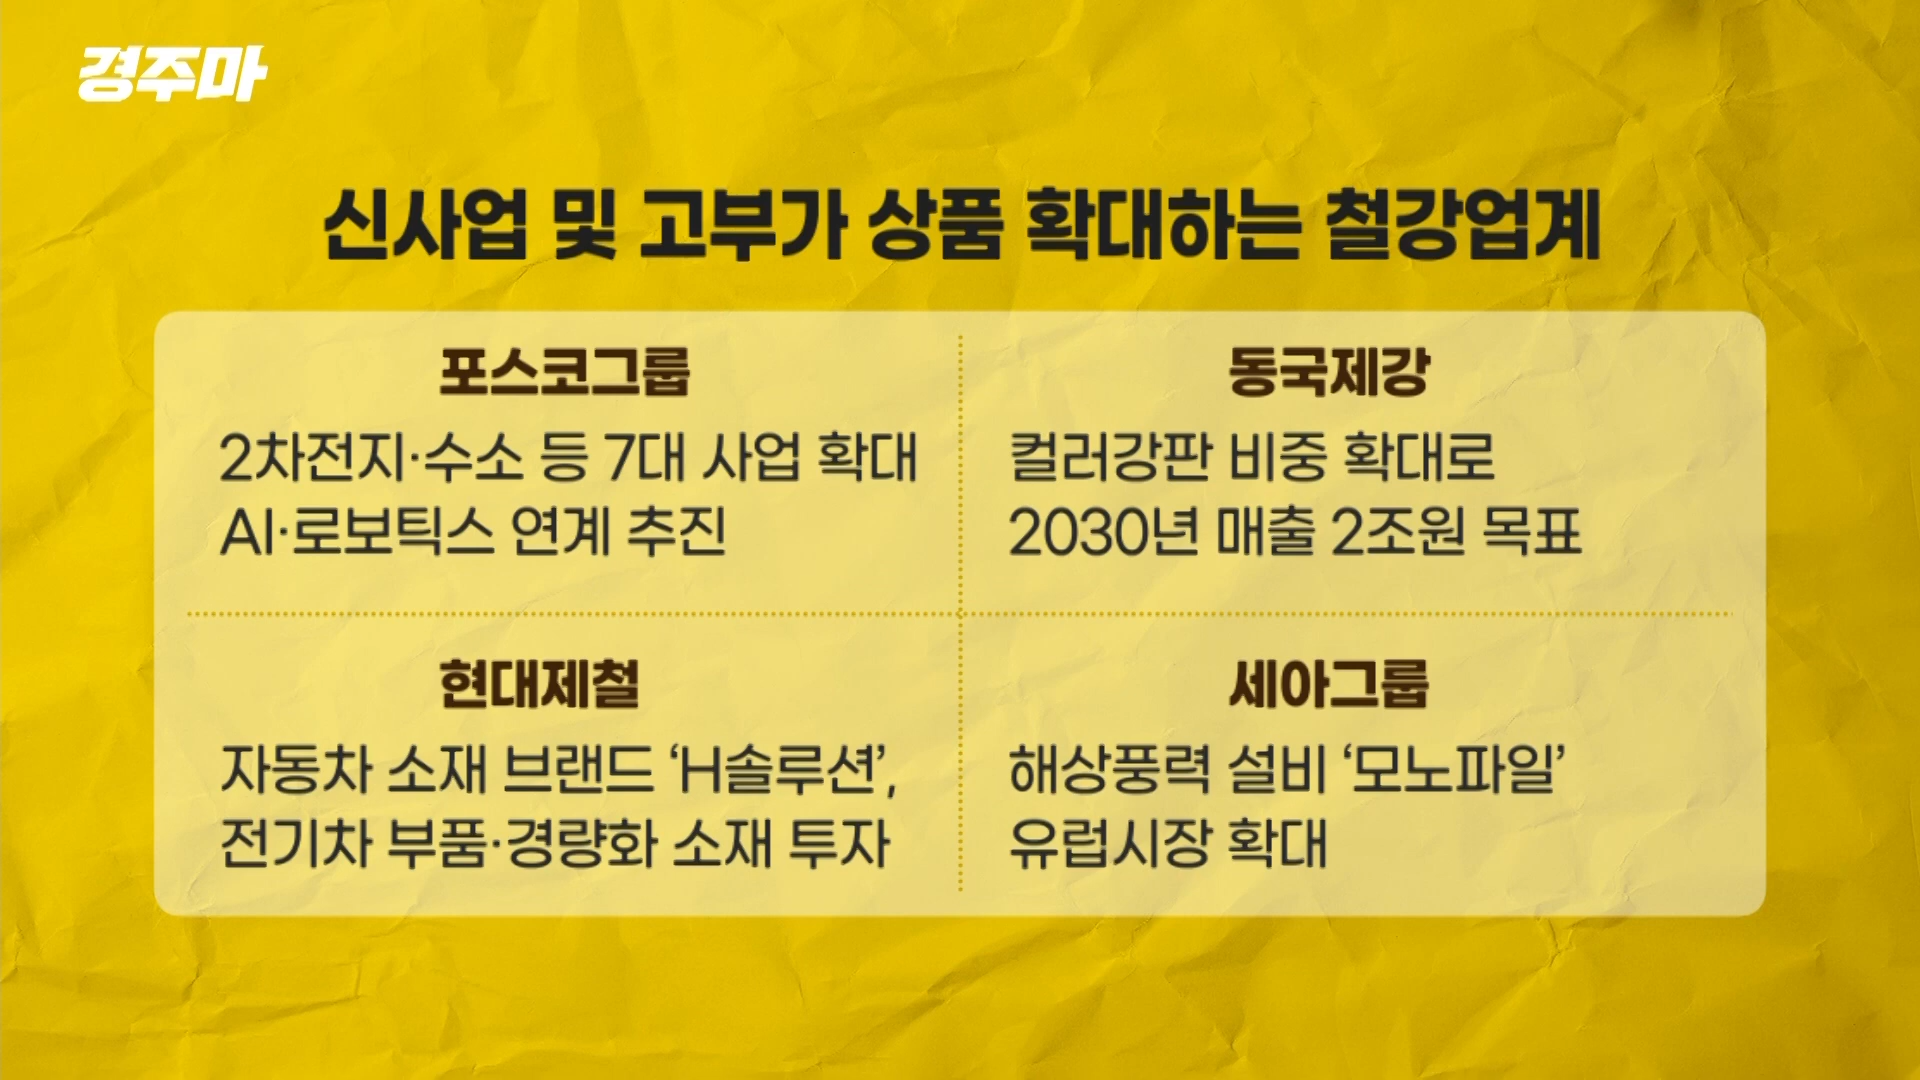 경주마
신사업 및 고부가 상품 확대하는 철강업계
포스코그룹
2차전지·수소 등 7대 사업 확대
AI·로보틱스 연계 추진
동국제강
컬러강판 비중 확대로
2030년 매출 2조원 목표
현대제철
자동차 소재 브랜드 ‘H솔루션’,
전기차 부품·경량화 소재 투자
세아그룹
해상풍력 설비 ‘모노파일’
유럽시장 확대